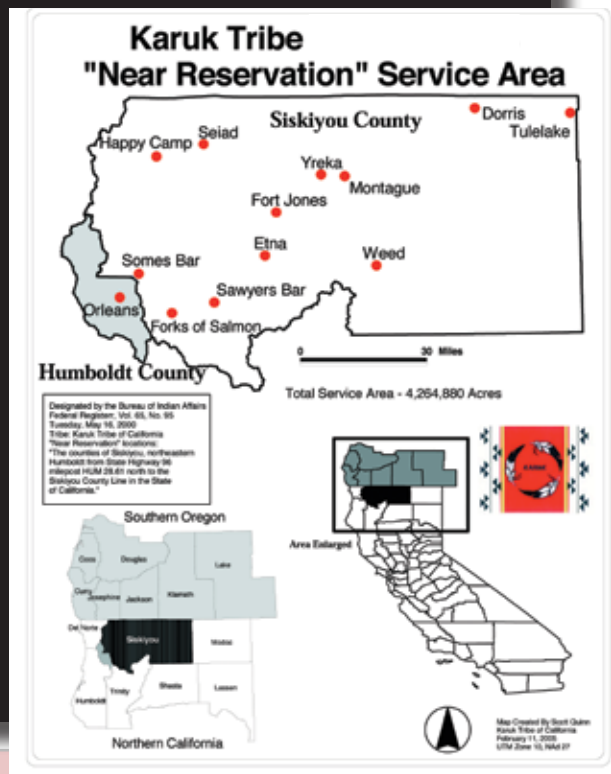 Karuk Tribe
"Near Reservation" Service Area
Siskiyou County
Dorris
Tulelake
Seiad
Happy Camp
Yreka
Montague
Fort Jones
Etna
Weed
Somes Bar
Sawyers Bar
Orleans
Forks of Salmon
0 30 Miles
Humboldt County
Total Service Area - 4,264,880 Acres
Designated by the Bureau of Indian Affairs
Federal Register, Vol. 65, No. 95
Tuesday, May 16, 2000
Tribe: Karuk Tribe of California
"Near Reservation" locations:
"The counties of Siskiyou, northeastern
Humboldt from State Highway 96
milepost HUM 28.61 north to the
Siskiyou County Line in the State
of California."
KARUK
Area Enlarged
Southern Oregon
Coos
Douglas
Lake
Curry
Josephine
Jackson
Klamath
Del Norte
Siskiyou
Modoc
Humboldt
Trinity
Shasta
Lassen
Northern California
Map Created By Scott Quinn
Karuk Tribe of California
February 11, 2005
UTM Zone 10, NAd 27